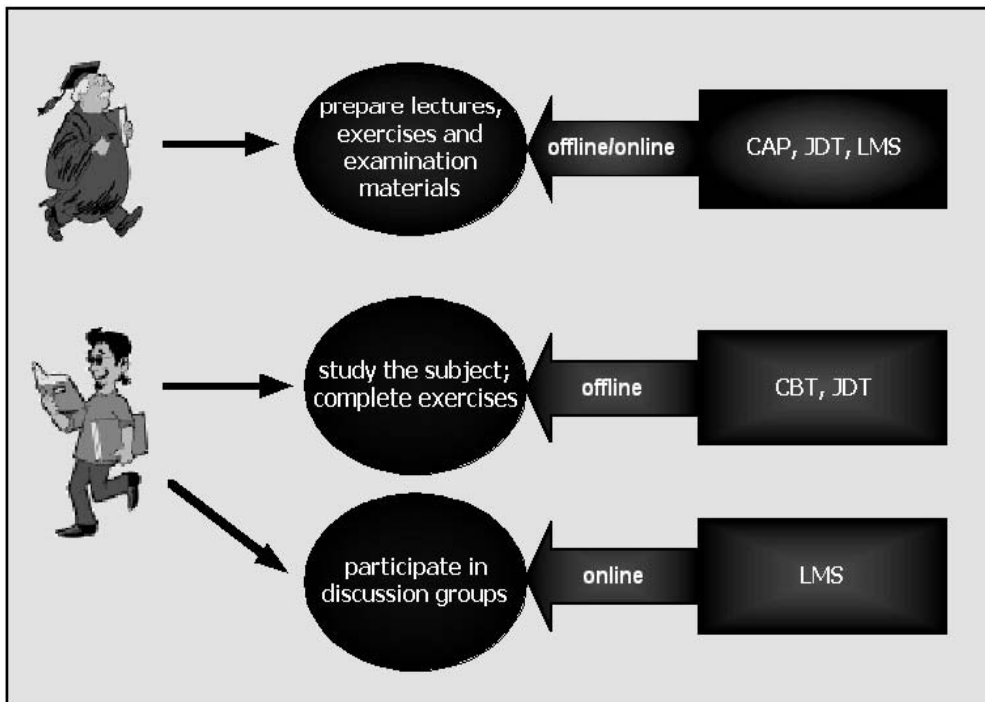 prepare lectures,
exercises and
examination
materials
offline/online
CAP, JDT, LMS
study the subject;
complete exercises
offline
CBT, JDT
participate in
discussion groups
online
LMS